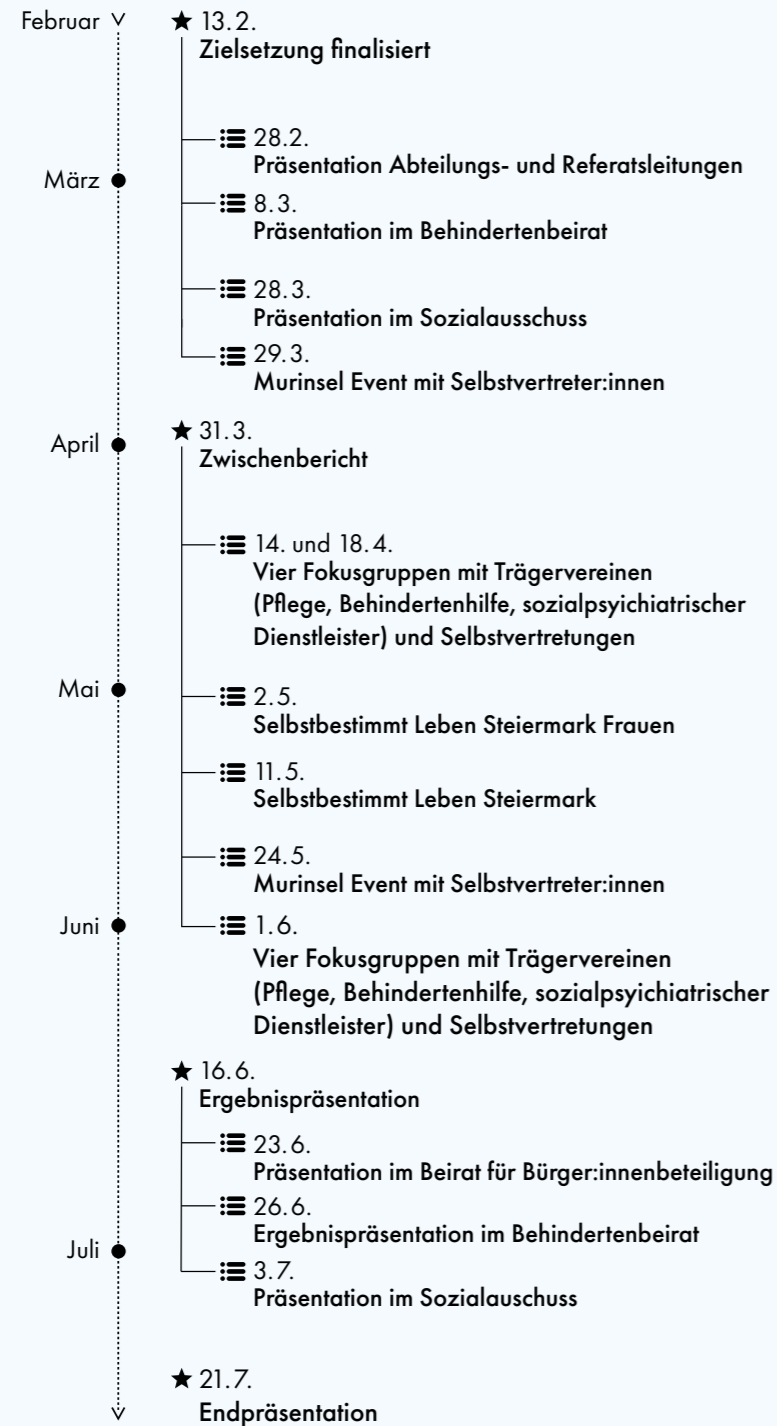 Februar
13.2.
Zielsetzung finalisiert
28.2.
Präsentation Abteilungs- und Referatsleitungen
März
8.3.
Präsentation im Behindertenbeirat
28.3.
Präsentation im Sozialausschuss
29.3.
Murinsel Event mit Selbstvertreter:innen
April
31.3.
Zwischenbericht
14. und 18.4.
Vier Fokusgruppen mit Trägervereinen
(Pflege, Behindertenhilfe, sozialpsyichiatrischer
Dienstleister) und Selbstvertretungen
Mai
2.5.
Selbstbestimmt Leben Steiermark Frauen
11.5.
Selbstbestimmt Leben Steiermark
24.5.
Murinsel Event mit Selbstvertreter:innen
Juni
1.6.
Vier Fokusgruppen mit Trägervereinen
(Pflege, Behindertenhilfe, sozialpsyichiatrischer
Dienstleister) und Selbstvertretungen
16.6.
Ergebnispräsentation
23.6.
Präsentation im Beirat für Bürger:innenbeteiligung
26.6.
Ergebnispräsentation im Behindertenbeirat
Juli
3.7.
Präsentation im Sozialauschuss
21.7.
Endpräsentation